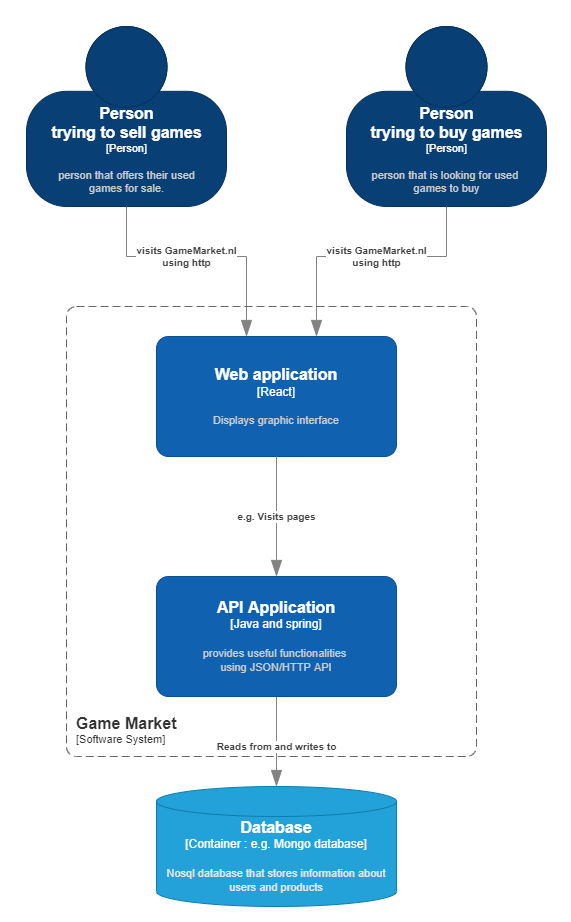 Person
trying to sell games
[Person]
person that offers their used
games for sale.
Person
trying to buy games
[Person]
person that is looking for used
games to buy
visits GameMarket.nl
using http
visits GameMarket.nl
using http
Web application
[React]
Displays graphic interface
e.g. Visits pages
API Application
[Java and spring]
provides useful functionalities
using JSON/HTTP API
Game Market
[Software System]
Reads from and writes to
Database
[Container : e.g. Mongo database]
Nosql database that stores information about
users and products